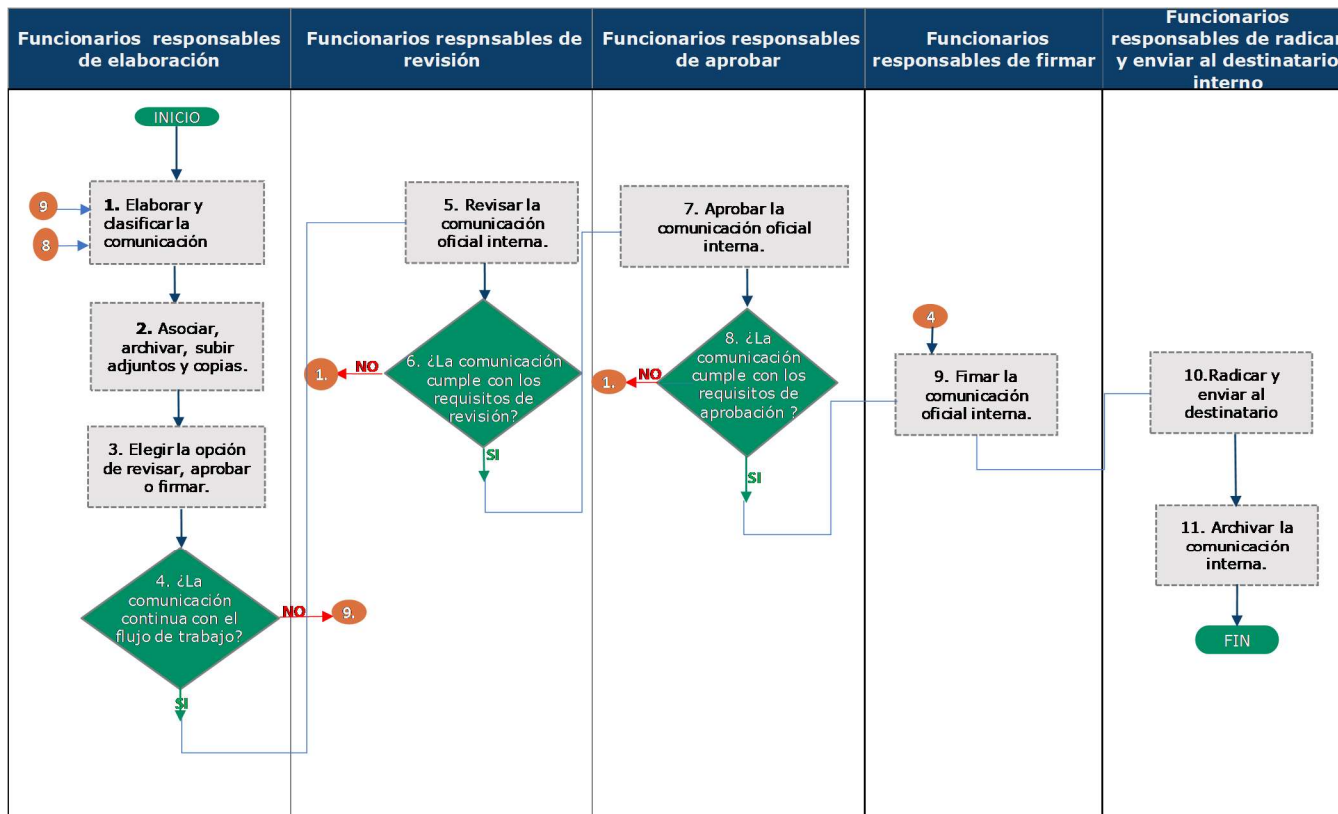 Funcionarios responsables
de elaboración
Funcionarios respnsables de
revisión
Funcionarios responsables
de aprobar
Funcionarios
responsables de firmar
Funcionarios
responsables de radicar
y enviar al destinatario
interno
INICIO
9
8
1. Elaborar y
clasificar la
comunicación
2. Asociar,
archivar, subir
adjuntos y copias.
3. Elegir la opción
de revisar, aprobar
o firmar.
4. ¿La
comunicación
continua con el
flujo de trabajo?
NO
9.
SI
5. Revisar la
comunicación
oficial interna.
6. ¿La comunicación
cumple con los
requisitos de
revisión?
NO
1.
SI
7. Aprobar la
comunicación oficial
interna.
8. ¿La
comunicación
cumple con los
requisitos de
aprobación ?
NO
1.
SI
4
9. Fimar la
comunicación
oficial interna.
10.Radicar y
enviar al
destinatario
11. Archivar la
comunicación
interna.
FIN